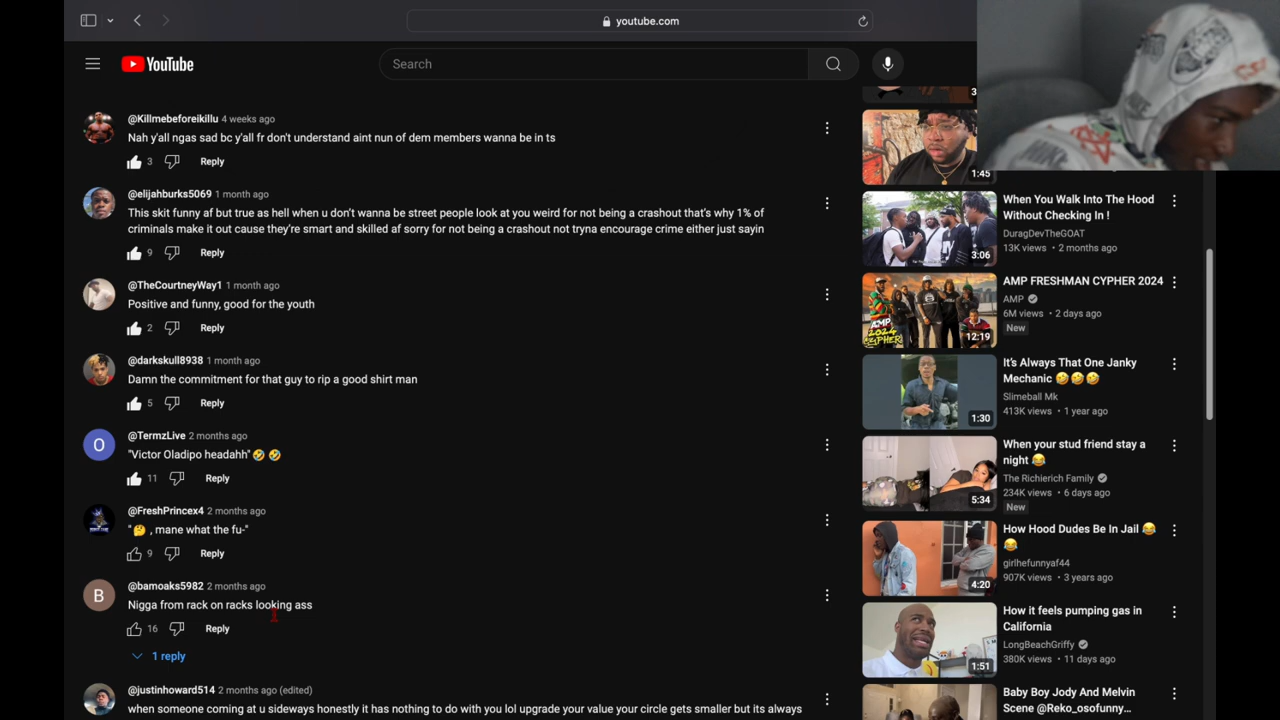 youtube.com
YouTube
Search
@Killmebeforeikillu 4 weeks ago
Nah y'all ngas sad bc y'all fr don't understand aint nun of dem members wanna be in ts
3 Reply
@elijahburks5069 1 month ago
This skit funny af but true as hell when u don't wanna be street people look at you weird for not being a crashout that's why 1% of
criminals make it out cause they're smart and skilled af sorry for not being a crashout not tryna encourage crime either just sayin
9 Reply
@TheCourtneyWay1 1 month ago
Positive and funny, good for the youth
2 Reply
@darkskull8938 1 month ago
Damn the commitment for that guy to rip a good shirt man
5 Reply
O
@TermzLive 2 months ago
"Victor Oladipo headahh"🤣 🤣
11 Reply
@FreshPrincex4 2 months ago
" 🤔 , mane what the fu-"
9 Reply
B
@bamoaks5982 2 months ago
Nigga from rack on racks looking ass
16 Reply
1 reply
@justinhoward514 2 months ago (edited)
when someone coming at u sideways honestly it has nothing to do with you lol upgrade your value your circle gets smaller but its always
3
1:45
When You Walk Into The Hood
Without Checking In !
DuragDevTheGOAT
13K views • 2 months ago
3:06
AMP FRESHMAN CYPHER 2024
AMP
6M views • 2 days ago
New
AMP
2024
CYPHER
12:19
It's Always That One Janky
Mechanic 🤣🤣🤣
Slimeball Mk
413K views • 1 year ago
1:30
When your stud friend stay a
night 😂
The Richierich Family
234K views • 6 days ago
New
5:34
How Hood Dudes Be In Jail 😂
😂
girlhefunnyaf44
907K views • 3 years ago
4:20
How it feels pumping gas in
California
LongBeachGriffy
380K views • 11 days ago
1:51
Baby Boy Jody And Melvin
Scene @Reko_osofunny…